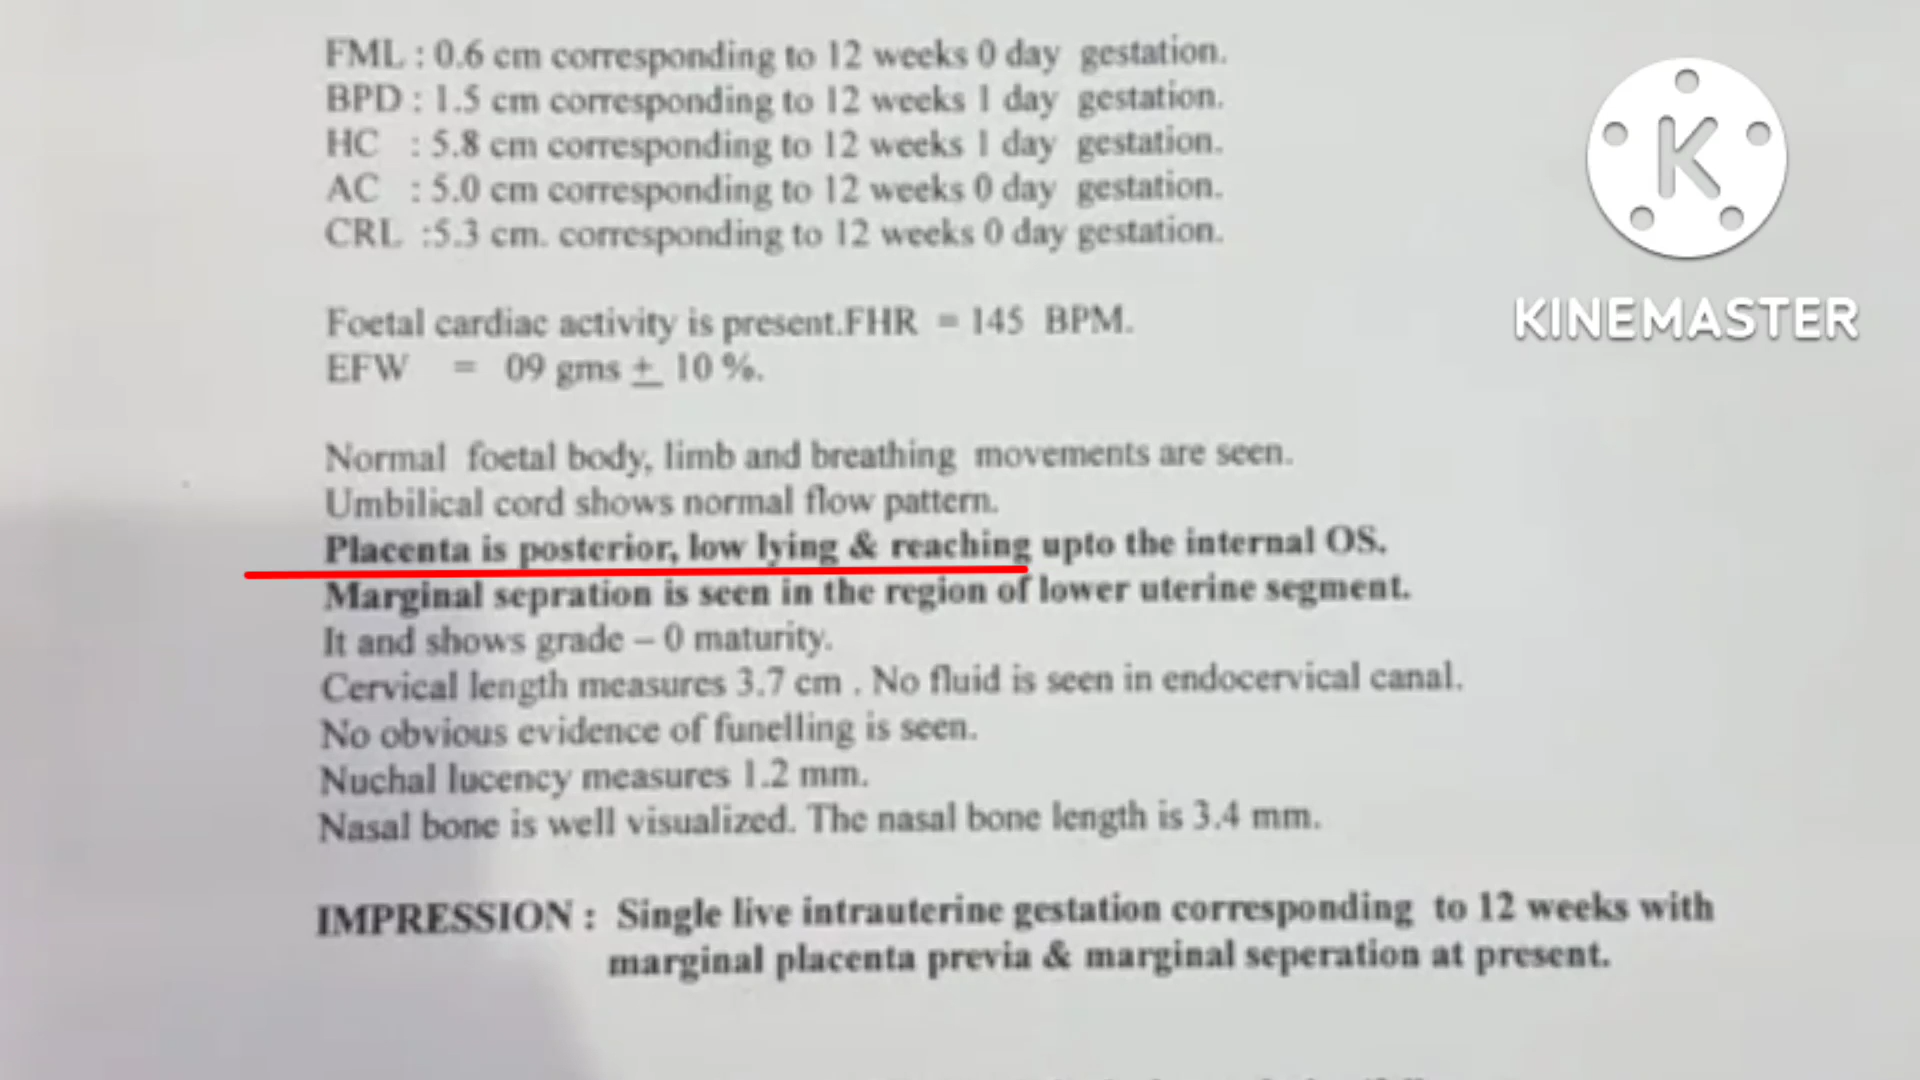 FML : 0.6 cm corresponding to 12 weeks 0 day gestation.
BPD : 1.5 cm corresponding to 12 weeks 1 day gestation.
HC : 5.8 cm corresponding to 12 weeks 1 day gestation.
AC : 5.0 cm corresponding to 12 weeks 0 day gestation.
CRL :5.3 cm. corresponding to 12 weeks 0 day gestation.
Foetal cardiac activity is present.FHR = 145 BPM.
EFW = 09 gms ± 10 %.
Normal foetal body, limb and breathing movements are seen.
Umbilical cord shows normal flow pattern.
Placenta is posterior, low lying & reaching upto the internal OS.
Marginal sepration is seen in the region of lower uterine segment.
It and shows grade – 0 maturity.
Cervical length measures 3.7 cm . No fluid is seen in endocervical canal.
No obvious evidence of funelling is seen.
Nuchal lucency measures 1.2 mm.
Nasal bone is well visualized. The nasal bone length is 3.4 mm.
IMPRESSION : Single live intrauterine gestation corresponding to 12 weeks with
marginal placenta previa & marginal seperation at present.
K
KINEMASTER